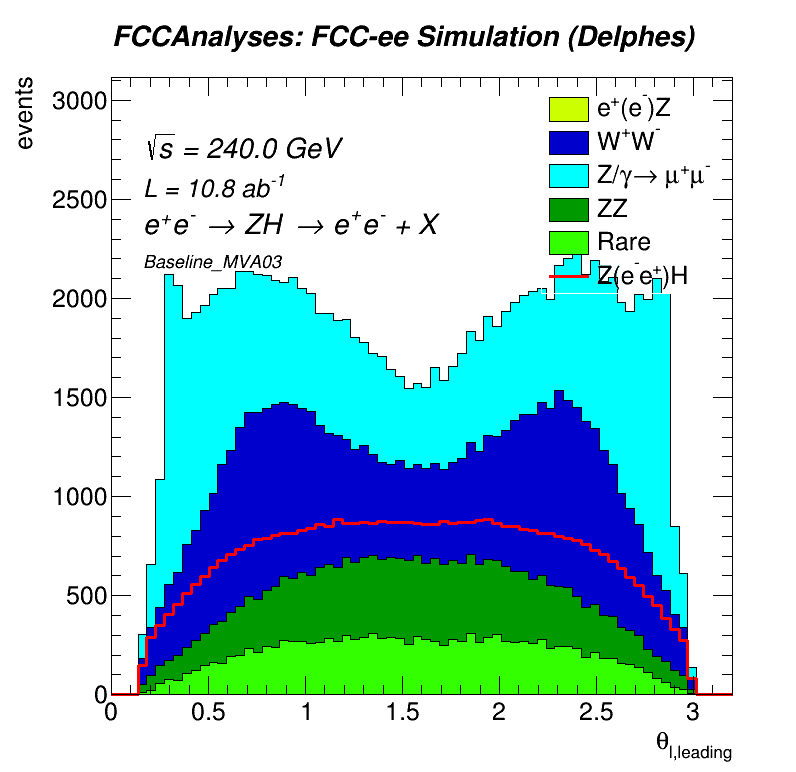 FCCAnalyses: FCC-ee Simulation (Delphes)
events
3000
2500
2000
1500
1000
500
0
√s = 240.0 GeV
L = 10.8 ab⁻¹
e⁺e⁻ → ZH → e⁺e⁻ + X
Baseline_MVA03
e⁺(e⁻)Z
W⁺W⁻
Z/γ→ μ⁺μ⁻
ZZ
Rare
Z(e⁻e⁺)H
0 0.5 1 1.5 2 2.5 3
θl,leading